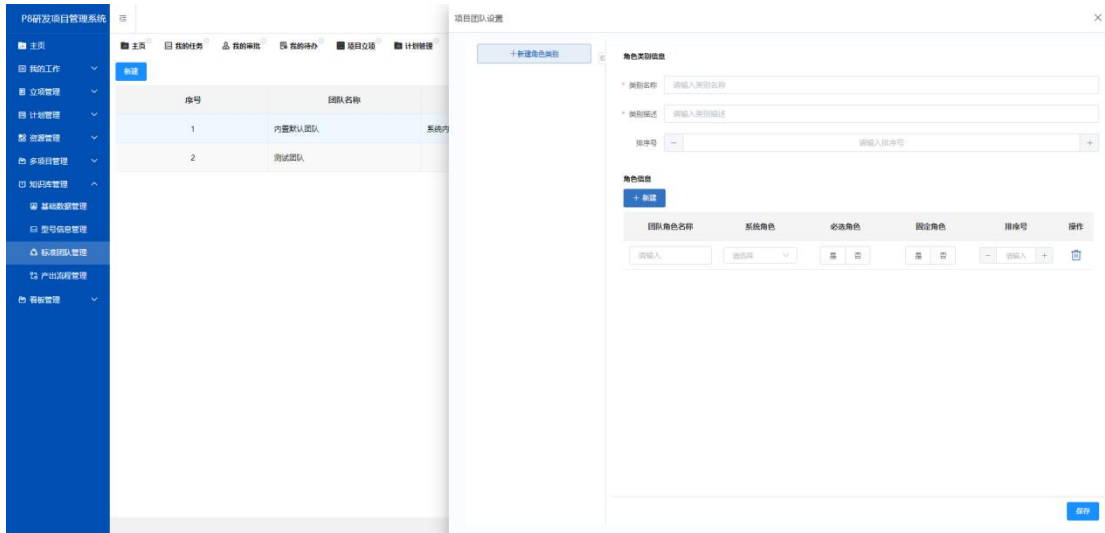 P8研发项目管理系统
主页
我的工作
立项管理
计划管理
资源管理
多项目管理
知识库管理
基础数据管理
型号信息管理
标准团队管理
产出流程管理
看板管理
主页 我的任务 我的审批 我的待办 项目立项 计划管理
新建
序号 团队名称
1 内置默认团队 系统内
2 测试团队
项目团队设置
+新建角色类别
角色类别信息
* 类别名称 请输入类别名称
* 类别描述 请输入类别描述
排序号 - 请输入排序号 +
角色信息
+ 新建
团队角色名称 系统角色 必选角色 固定角色 排序号 操作
请输入 请选择 是 否 是 否 - 请输入 +
保存